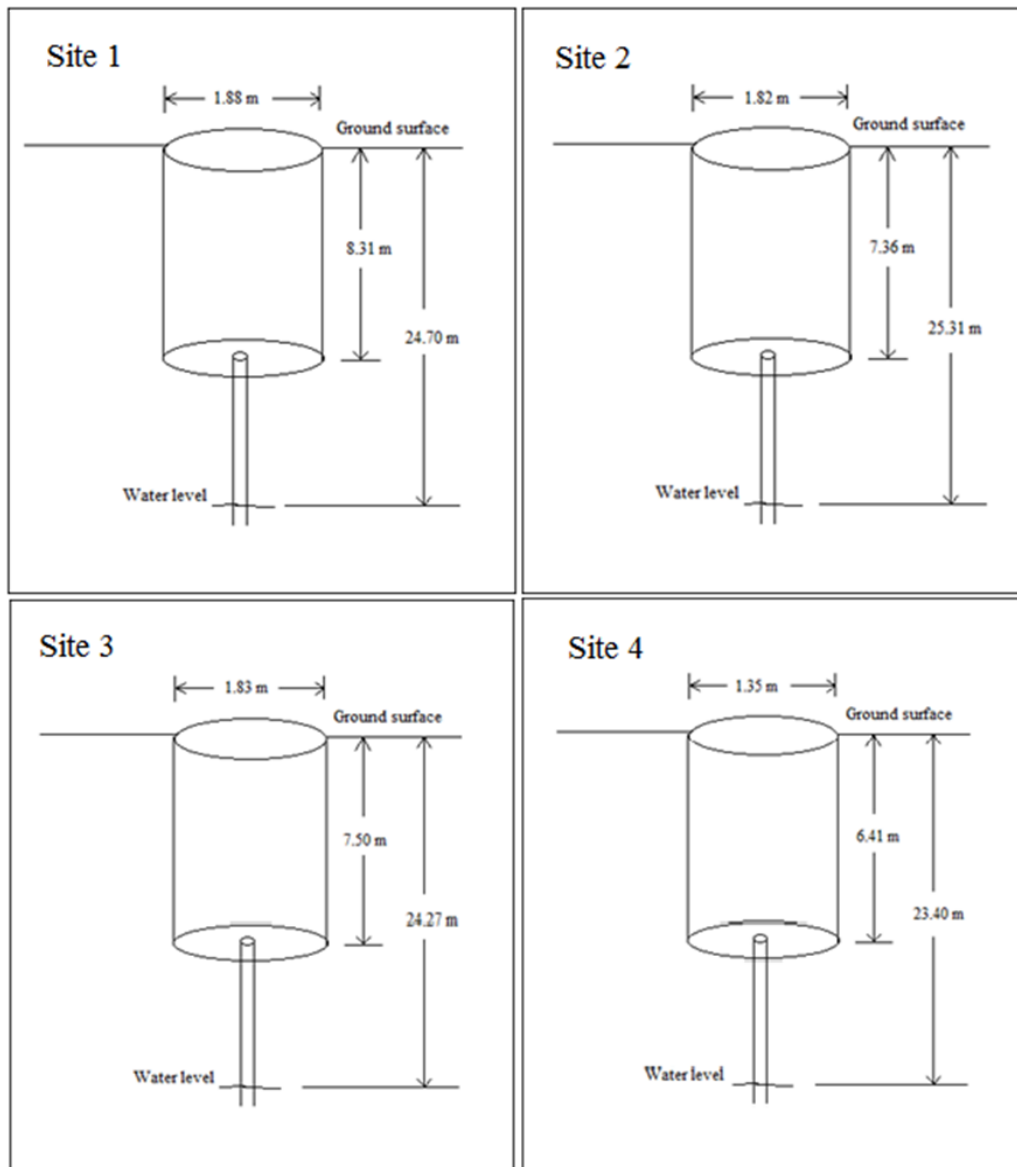 Site 1
1.88 m
Ground surface
8.31 m
24.70 m
Water level
Site 2
1.82 m
Ground surface
7.36 m
25.31 m
Water level
Site 3
1.83 m
Ground surface
7.50 m
24.27 m
Water level
Site 4
1.35 m
Ground surface
6.41 m
23.40 m
Water level